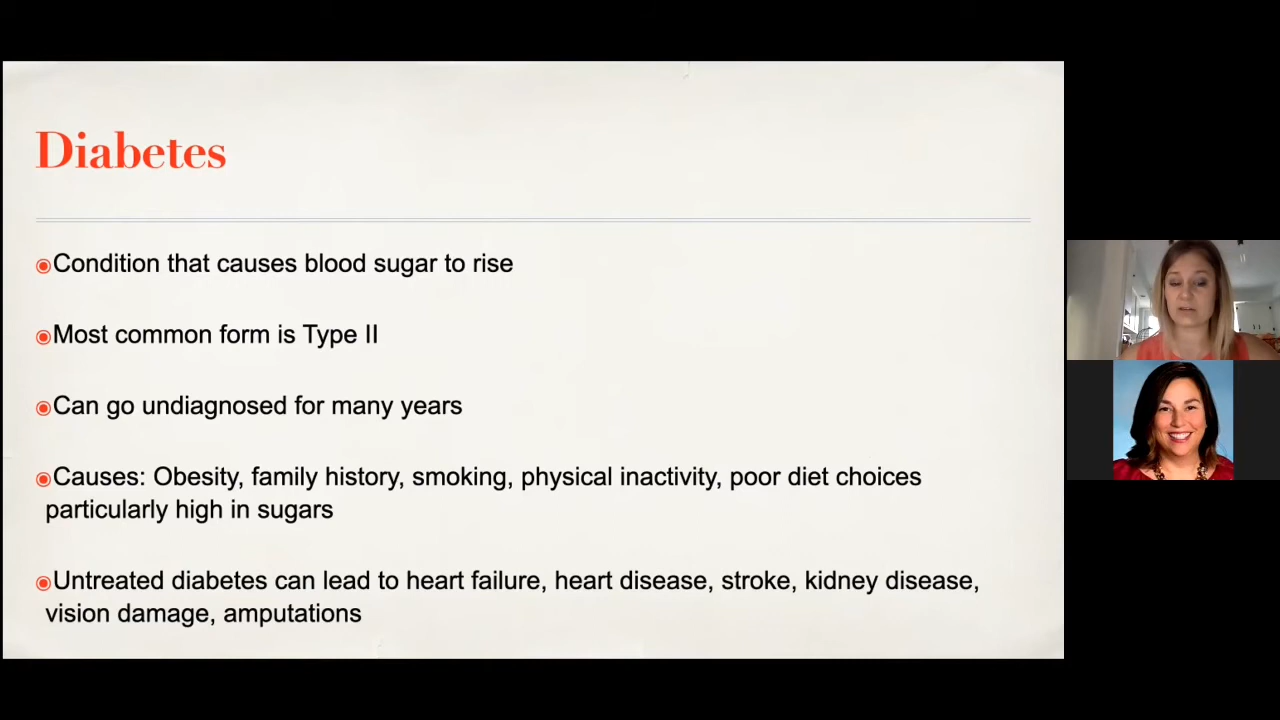 Diabetes
Condition that causes blood sugar to rise
Most common form is Type II
Can go undiagnosed for many years
Causes: Obesity, family history, smoking, physical inactivity, poor diet choices
particularly high in sugars
Untreated diabetes can lead to heart failure, heart disease, stroke, kidney disease,
vision damage, amputations